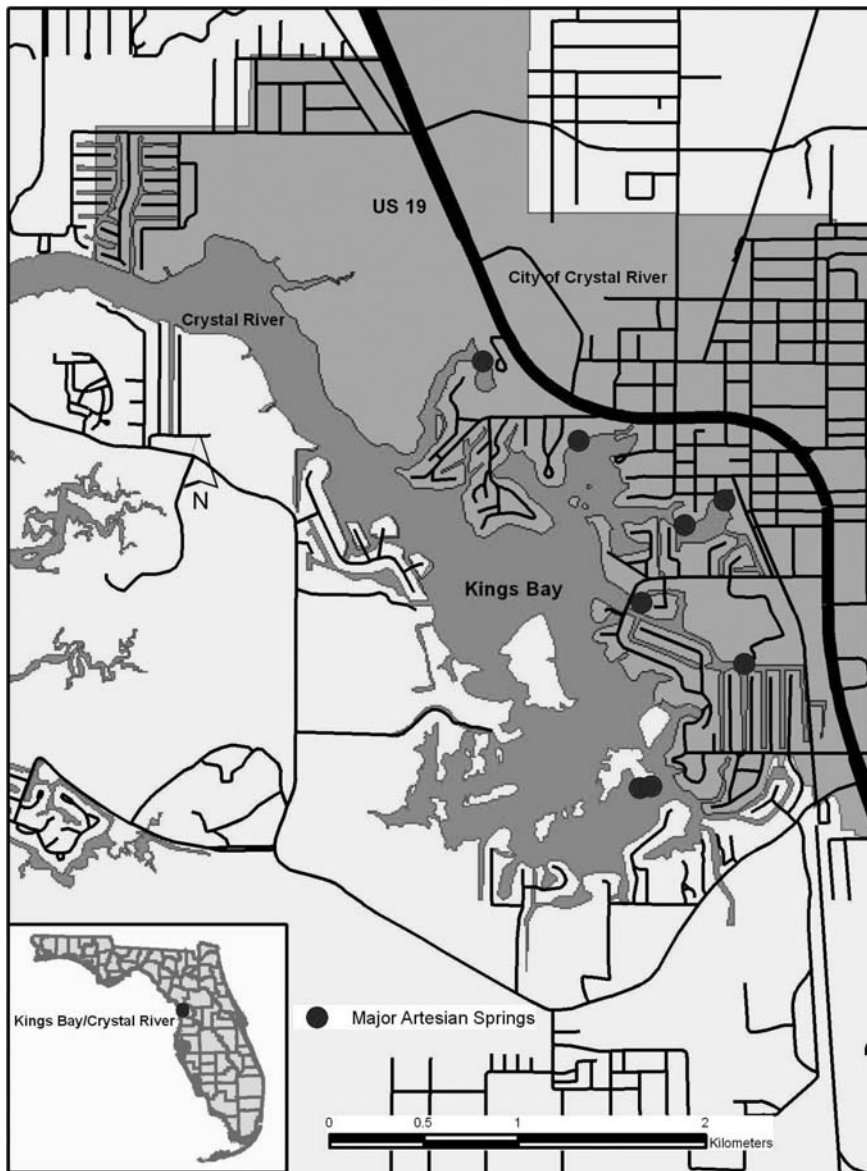 US 19
City of Crystal River
Crystal River
N
Kings Bay
Kings Bay/Crystal River
Major Artesian Springs
0 0.5 1 2
Kilometers